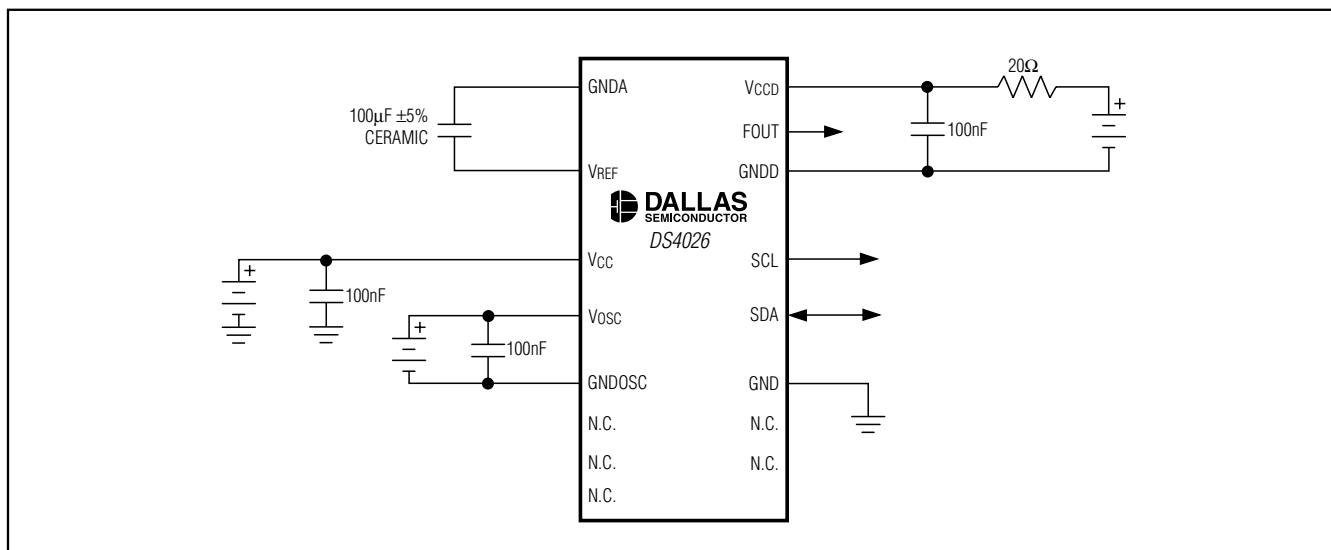 GNDA
100μF ±5%
CERAMIC
VREF
VCC
+
100nF
VOSC
+
100nF
GNDOSC
N.C.
N.C.
N.C.
DALLAS
SEMICONDUCTOR
DS4026
VCCD
20Ω
+
FOUT
100nF
GNDD
SCL
SDA
GND
N.C.
N.C.